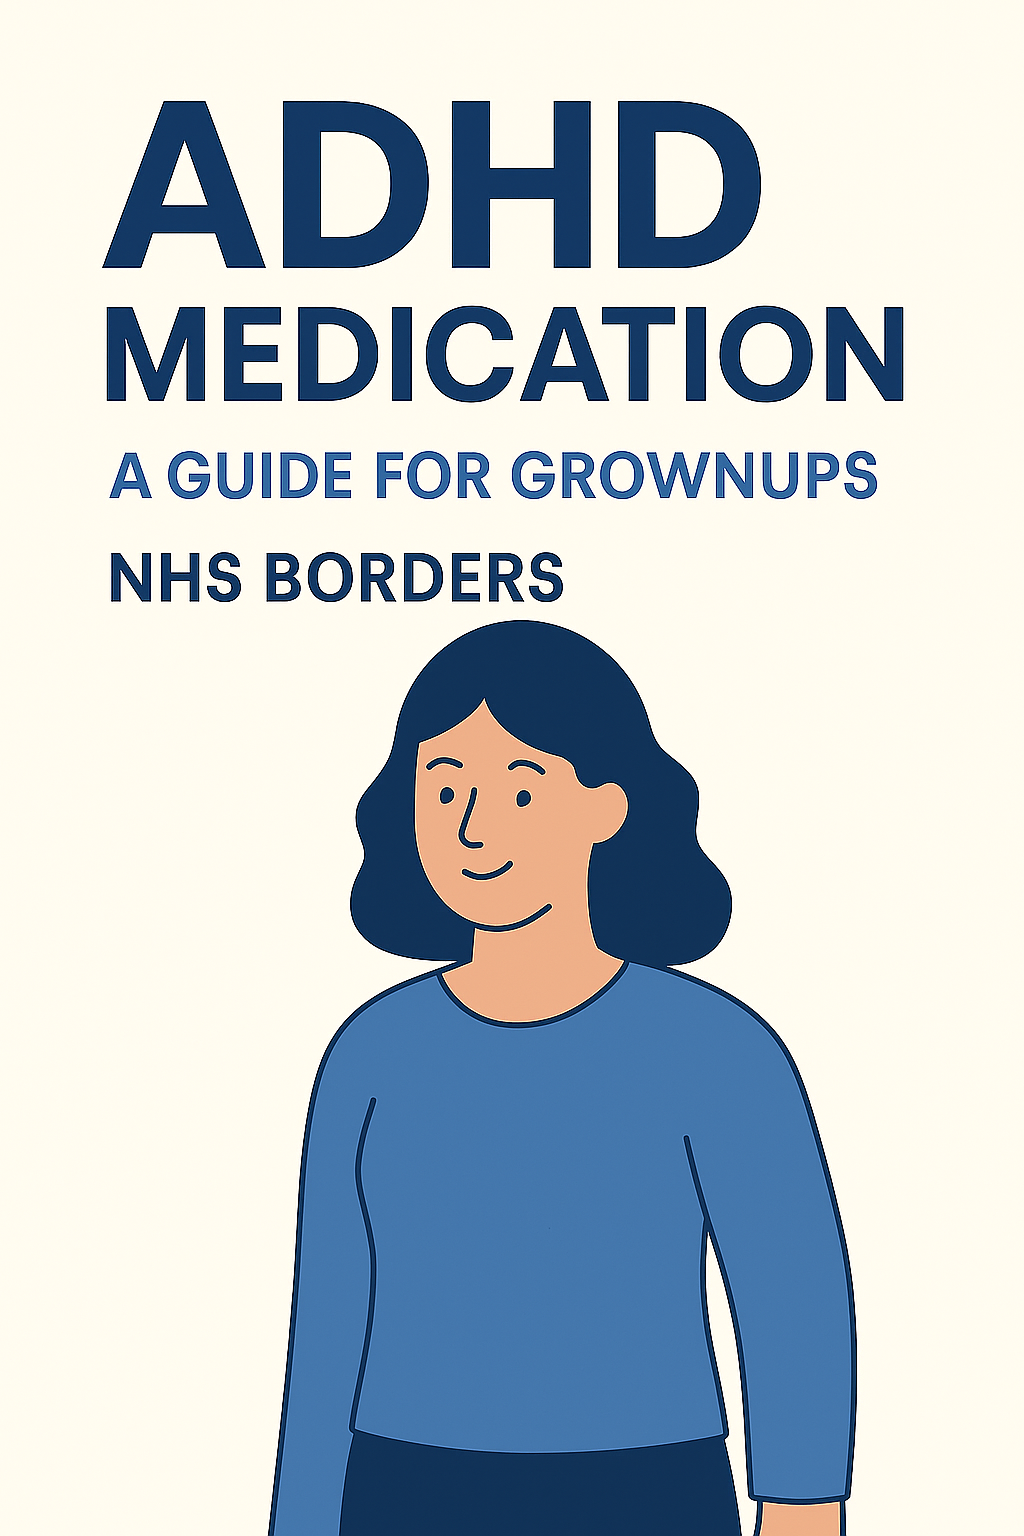 ADHD
MEDICATION
A GUIDE FOR GROWNUPS
NHS BORDERS